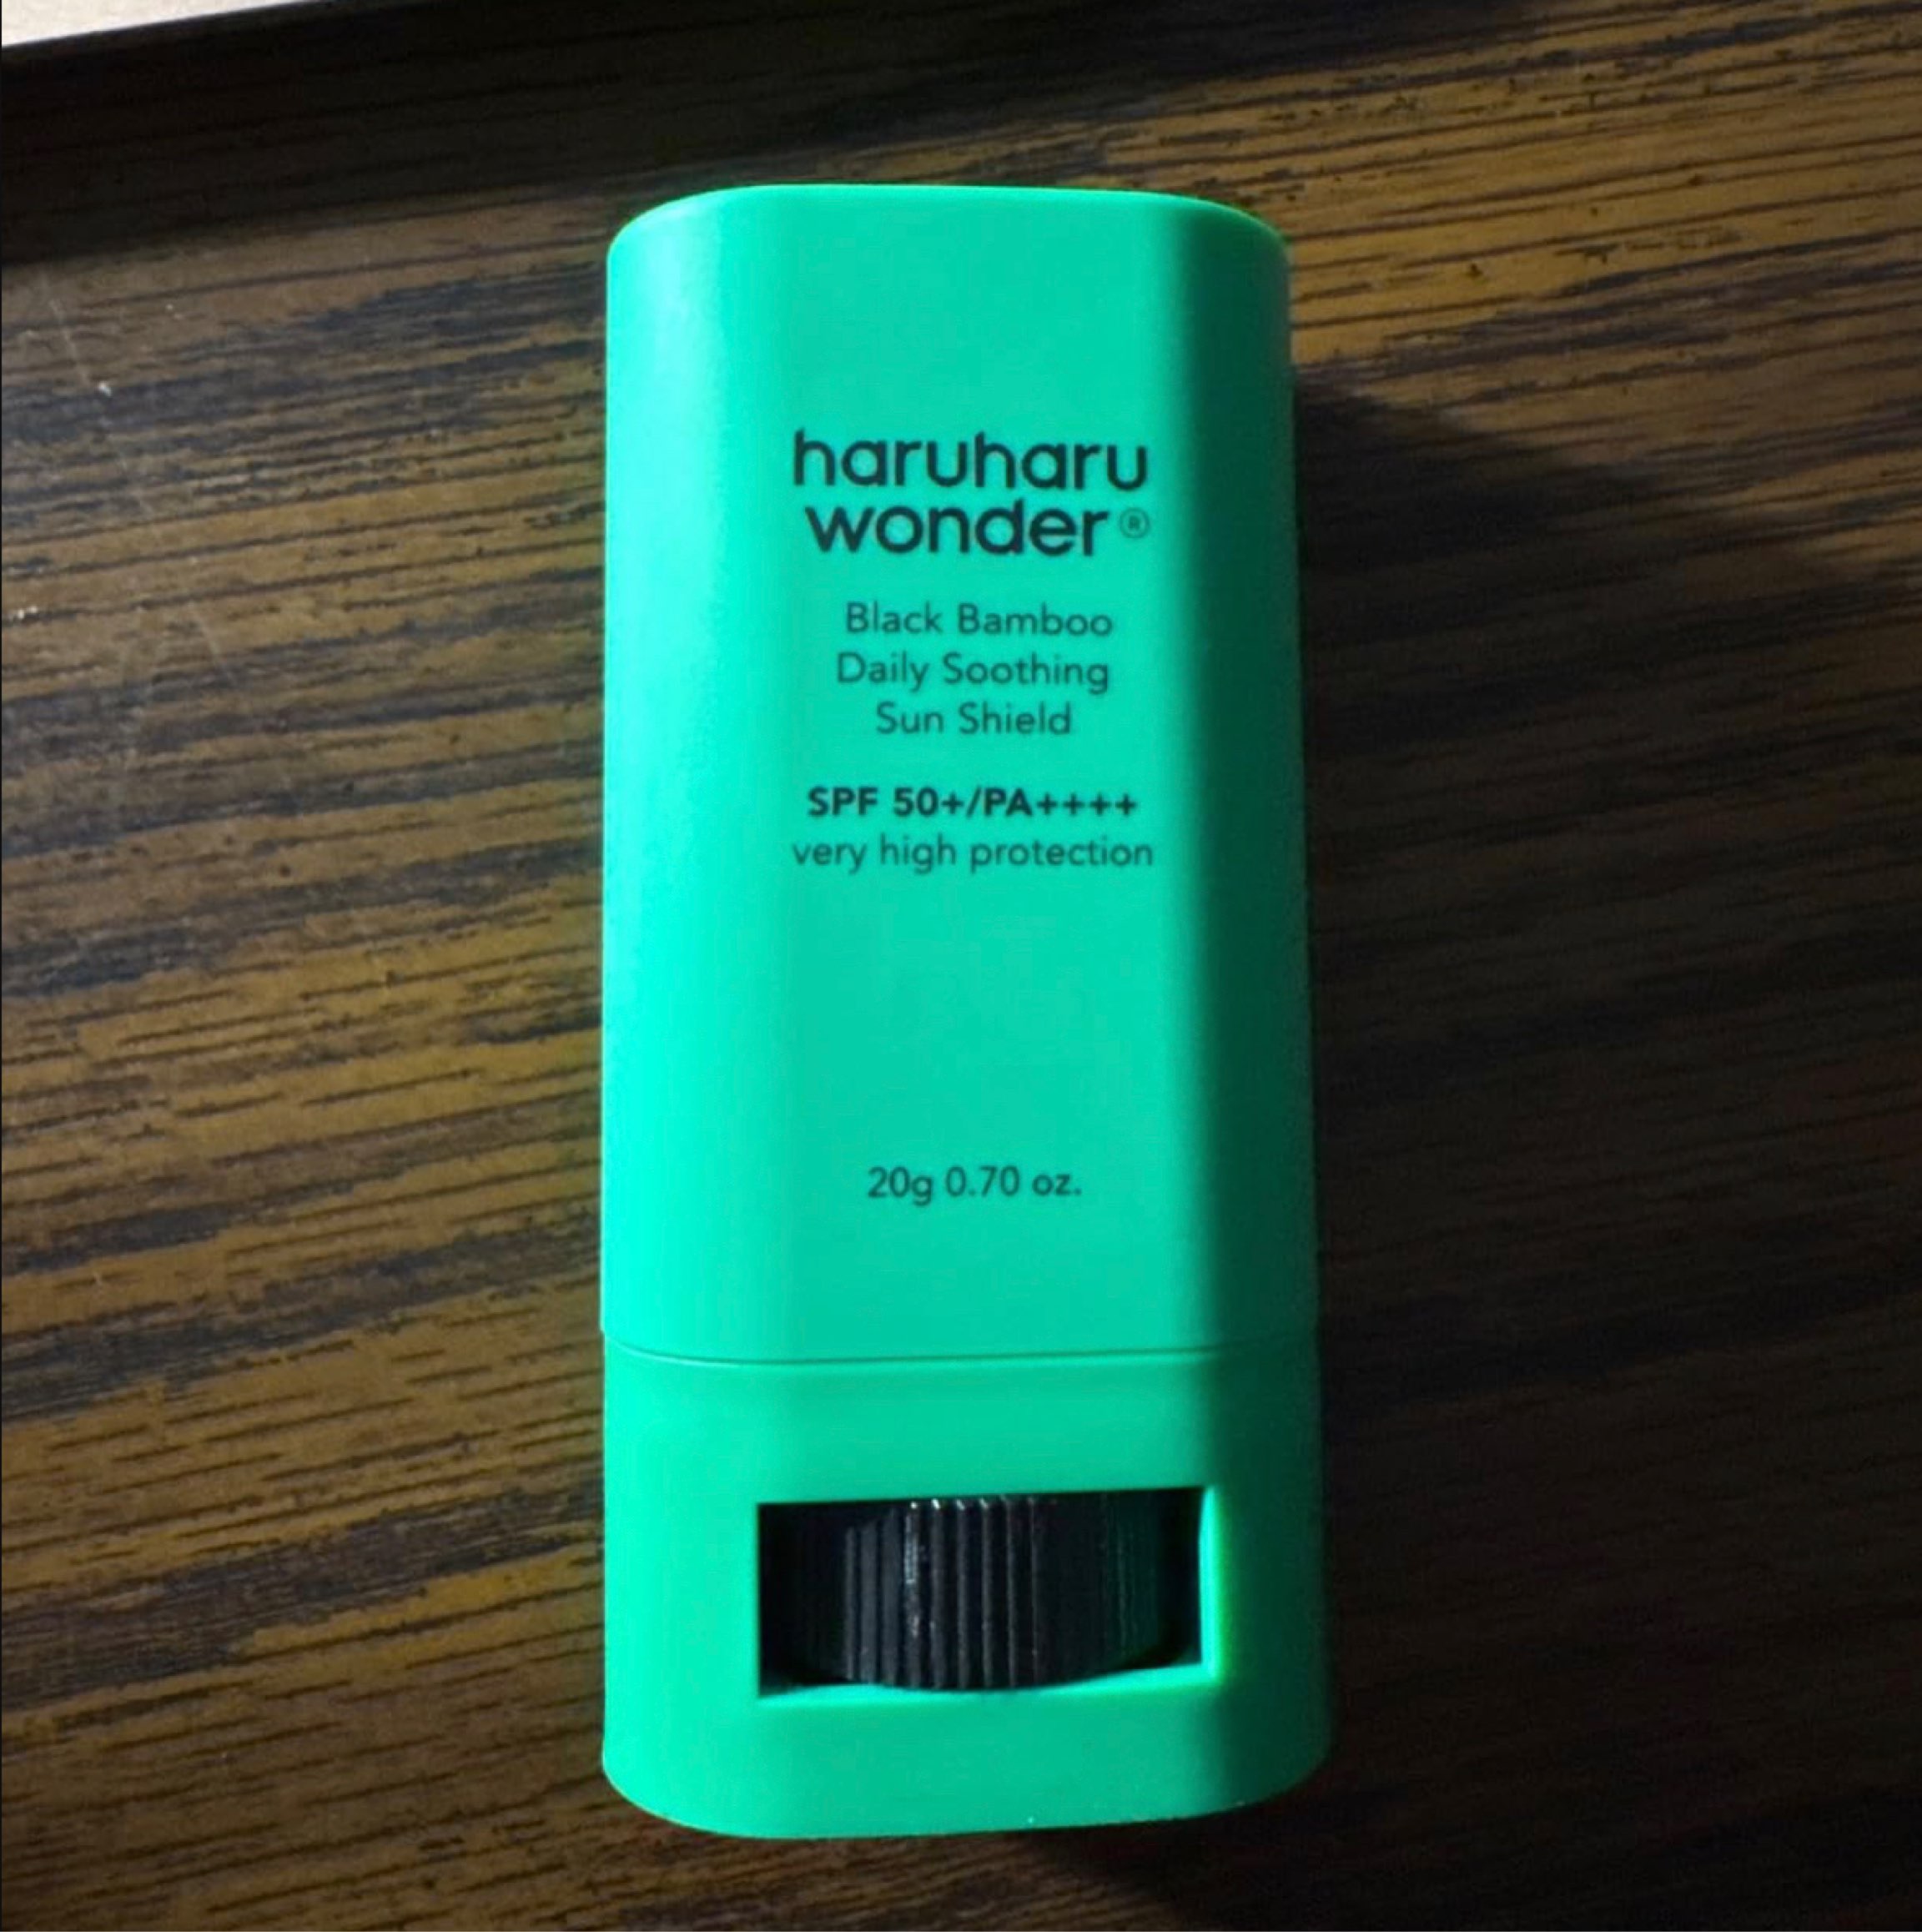 haruharu
wonder®
Black Bamboo
Daily Soothing
Sun Shield
SPF 50+/PA++++
very high protection
20g 0.70 oz.